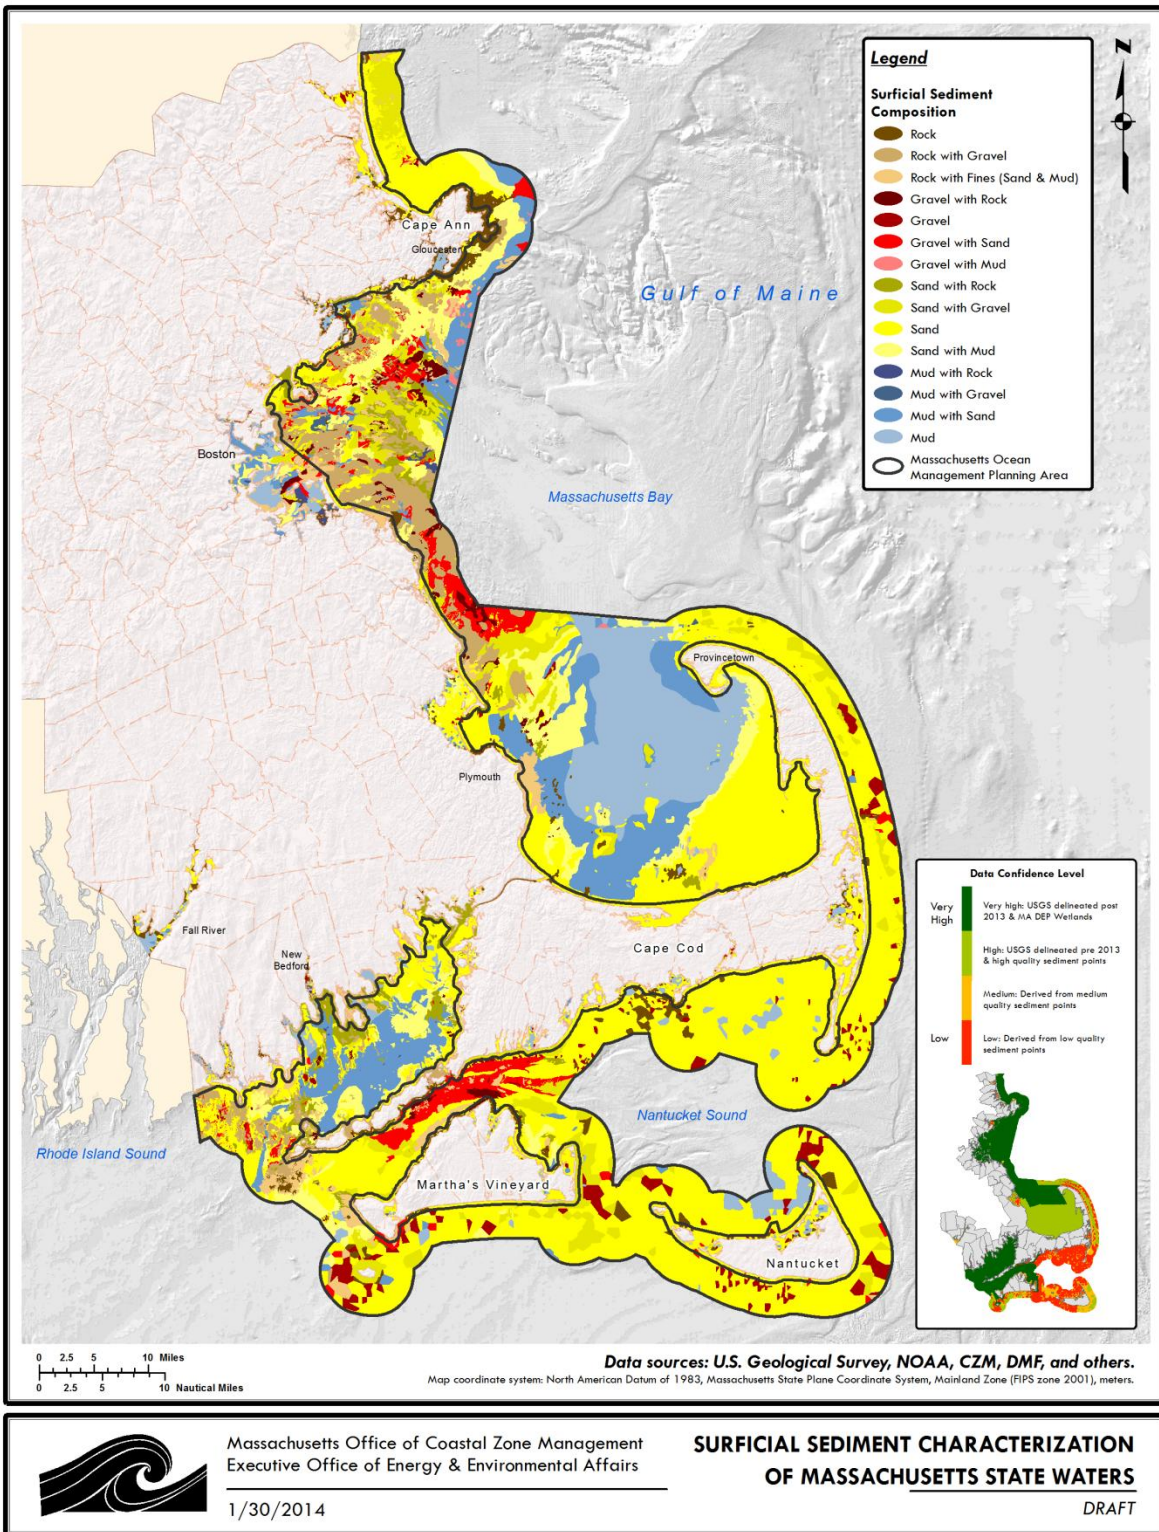 Legend
Surficial Sediment
Composition
Rock
Rock with Gravel
Rock with Fines (Sand & Mud)
Gravel with Rock
Gravel
Gravel with Sand
Gravel with Mud
Sand with Rock
Sand with Gravel
Sand
Sand with Mud
Mud with Rock
Mud with Gravel
Mud with Sand
Mud
Massachusetts Ocean
Management Planning Area
N
Cape Ann
Gloucester
Gulf of Maine
Boston
Massachusetts Bay
Provincetown
Plymouth
Fall River
New
Bedford
Cape Cod
Nantucket Sound
Rhode Island Sound
Martha's Vineyard
Nantucket
Data Confidence Level
Very
High
Very high: USGS delineated post
2013 & MA DEP Wetlands
High: USGS delineated pre 2013
& high quality sediment points
Medium: Derived from medium
quality sediment points
Low
Low: Derived from low quality
sediment points
0 2.5 5 10 Miles
0 2.5 5 10 Nautical Miles
Data sources: U.S. Geological Survey, NOAA, CZM, DMF, and others.
Map coordinate system: North American Datum of 1983, Massachusetts State Plane Coordinate System, Mainland Zone (FIPS zone 2001), meters.
Massachusetts Office of Coastal Zone Management
Executive Office of Energy & Environmental Affairs
1/30/2014
SURFICIAL SEDIMENT CHARACTERIZATION
OF MASSACHUSETTS STATE WATERS
DRAFT